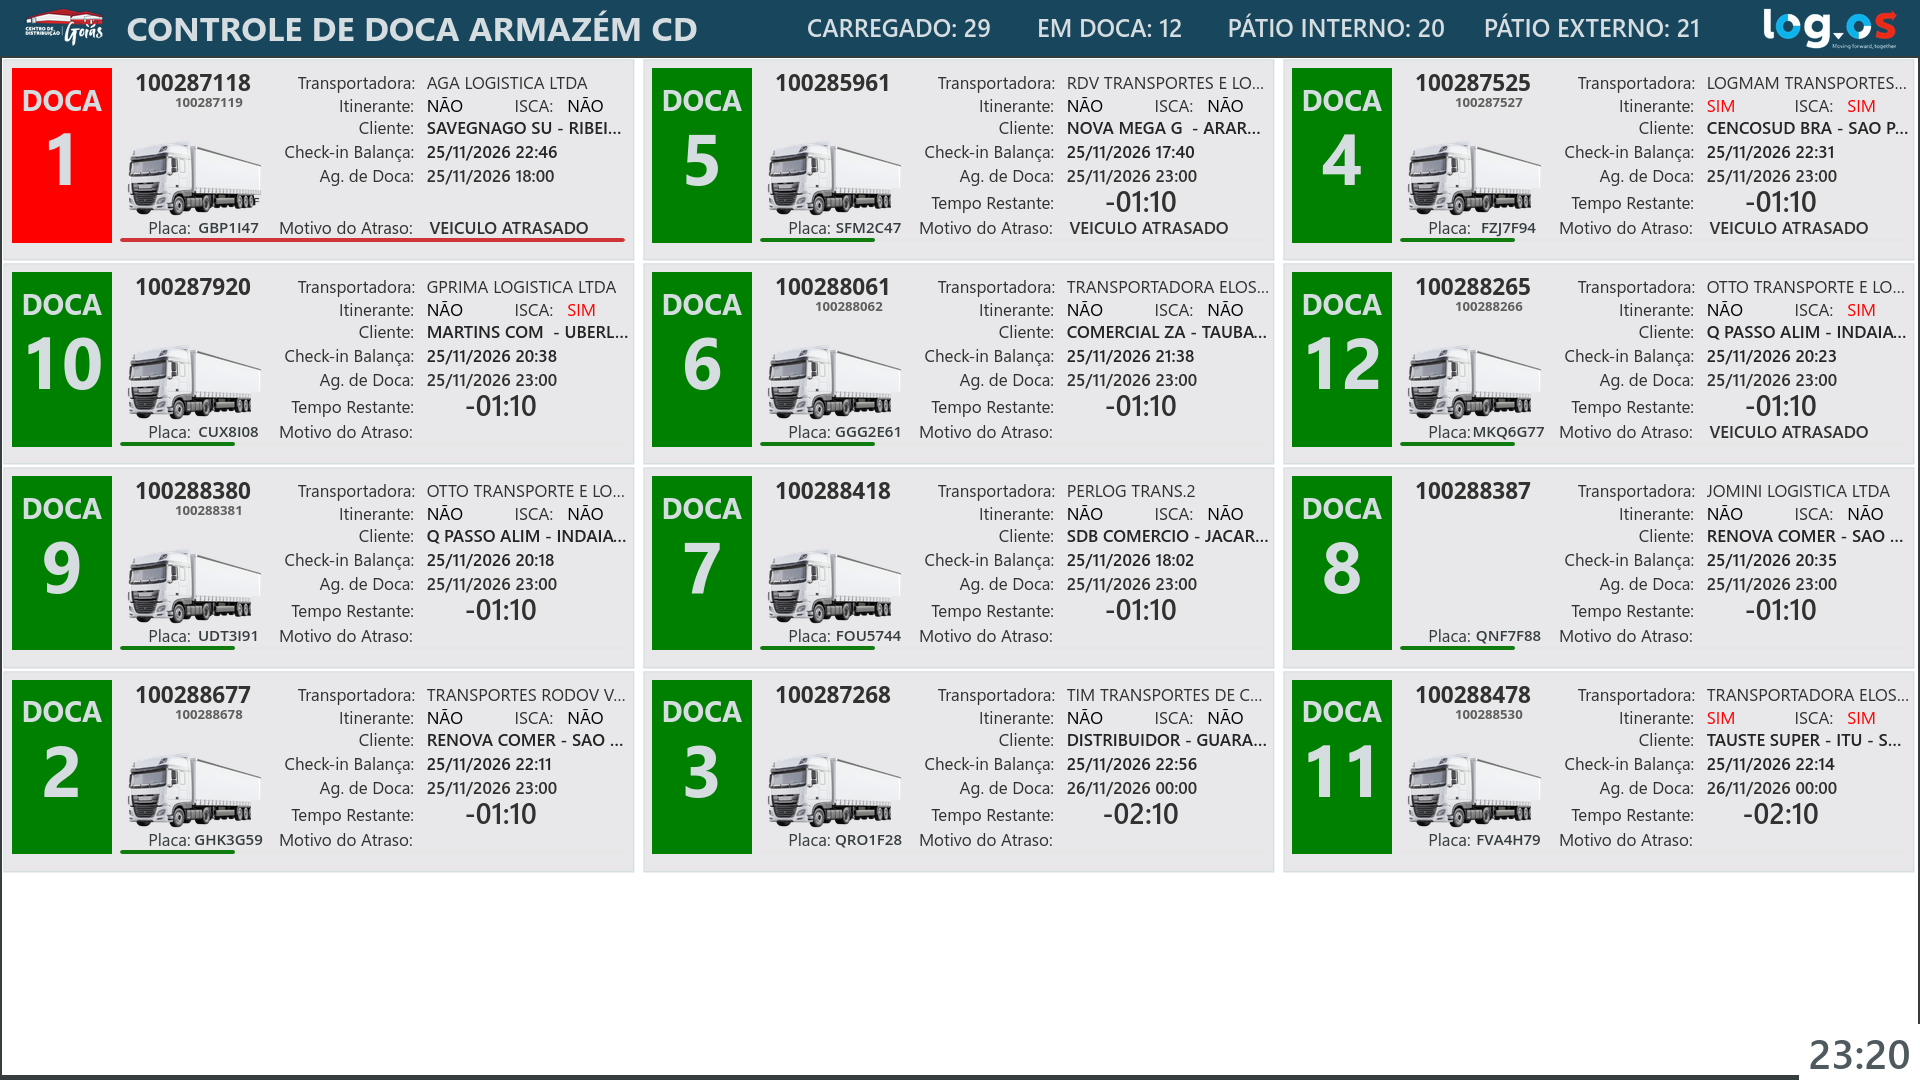 CENTRO DE DISTRIBUIÇÃO Goiás
CONTROLE DE DOCA ARMAZÉM CD
CARREGADO: 29 EM DOCA: 12 PÁTIO INTERNO: 20 PÁTIO EXTERNO: 21
log.os
Moving forward, together
DOCA 1
100287118
100287119
Transportadora: AGA LOGISTICA LTDA
Itinerante: NÃO ISCA: NÃO
Cliente: SAVEGNAGO SU - RIBEI...
Check-in Balança: 25/11/2026 22:46
Ag. de Doca: 25/11/2026 18:00
Placa: GBP1I47 Motivo do Atraso: VEICULO ATRASADO
DOCA 5
100285961
Transportadora: RDV TRANSPORTES E LO...
Itinerante: NÃO ISCA: NÃO
Cliente: NOVA MEGA G - ARAR...
Check-in Balança: 25/11/2026 17:40
Ag. de Doca: 25/11/2026 23:00
Tempo Restante: -01:10
Placa: SFM2C47 Motivo do Atraso: VEICULO ATRASADO
DOCA 4
100287525
100287527
Transportadora: LOGMAM TRANSPORTES...
Itinerante: SIM ISCA: SIM
Cliente: CENCOSUD BRA - SAO P...
Check-in Balança: 25/11/2026 22:31
Ag. de Doca: 25/11/2026 23:00
Tempo Restante: -01:10
Placa: FZJ7F94 Motivo do Atraso: VEICULO ATRASADO
DOCA 10
100287920
Transportadora: GPRIMA LOGISTICA LTDA
Itinerante: NÃO ISCA: SIM
Cliente: MARTINS COM - UBERL...
Check-in Balança: 25/11/2026 20:38
Ag. de Doca: 25/11/2026 23:00
Tempo Restante: -01:10
Placa: CUX8I08 Motivo do Atraso:
DOCA 6
100288061
100288062
Transportadora: TRANSPORTADORA ELOS...
Itinerante: NÃO ISCA: NÃO
Cliente: COMERCIAL ZA - TAUBA...
Check-in Balança: 25/11/2026 21:38
Ag. de Doca: 25/11/2026 23:00
Tempo Restante: -01:10
Placa: GGG2E61 Motivo do Atraso:
DOCA 12
100288265
100288266
Transportadora: OTTO TRANSPORTE E LO...
Itinerante: NÃO ISCA: SIM
Cliente: Q PASSO ALIM - INDAIA...
Check-in Balança: 25/11/2026 20:23
Ag. de Doca: 25/11/2026 23:00
Tempo Restante: -01:10
Placa: MKQ6G77 Motivo do Atraso: VEICULO ATRASADO
DOCA 9
100288380
100288381
Transportadora: OTTO TRANSPORTE E LO...
Itinerante: NÃO ISCA: NÃO
Cliente: Q PASSO ALIM - INDAIA...
Check-in Balança: 25/11/2026 20:18
Ag. de Doca: 25/11/2026 23:00
Tempo Restante: -01:10
Placa: UDT3I91 Motivo do Atraso:
DOCA 7
100288418
Transportadora: PERLOG TRANS.2
Itinerante: NÃO ISCA: NÃO
Cliente: SDB COMERCIO - JACAR...
Check-in Balança: 25/11/2026 18:02
Ag. de Doca: 25/11/2026 23:00
Tempo Restante: -01:10
Placa: FOU5744 Motivo do Atraso:
DOCA 8
100288387
Transportadora: JOMINI LOGISTICA LTDA
Itinerante: NÃO ISCA: NÃO
Cliente: RENOVA COMER - SAO ...
Check-in Balança: 25/11/2026 20:35
Ag. de Doca: 25/11/2026 23:00
Tempo Restante: -01:10
Placa: QNF7F88 Motivo do Atraso:
DOCA 2
100288677
100288678
Transportadora: TRANSPORTES RODOV V...
Itinerante: NÃO ISCA: NÃO
Cliente: RENOVA COMER - SAO ...
Check-in Balança: 25/11/2026 22:11
Ag. de Doca: 25/11/2026 23:00
Tempo Restante: -01:10
Placa: GHK3G59 Motivo do Atraso:
DOCA 3
100287268
Transportadora: TIM TRANSPORTES DE C...
Itinerante: NÃO ISCA: NÃO
Cliente: DISTRIBUIDOR - GUARA...
Check-in Balança: 25/11/2026 22:56
Ag. de Doca: 26/11/2026 00:00
Tempo Restante: -02:10
Placa: QRO1F28 Motivo do Atraso:
DOCA 11
100288478
100288530
Transportadora: TRANSPORTADORA ELOS...
Itinerante: SIM ISCA: SIM
Cliente: TAUSTE SUPER - ITU - S...
Check-in Balança: 25/11/2026 22:14
Ag. de Doca: 26/11/2026 00:00
Tempo Restante: -02:10
Placa: FVA4H79 Motivo do Atraso:
23:20